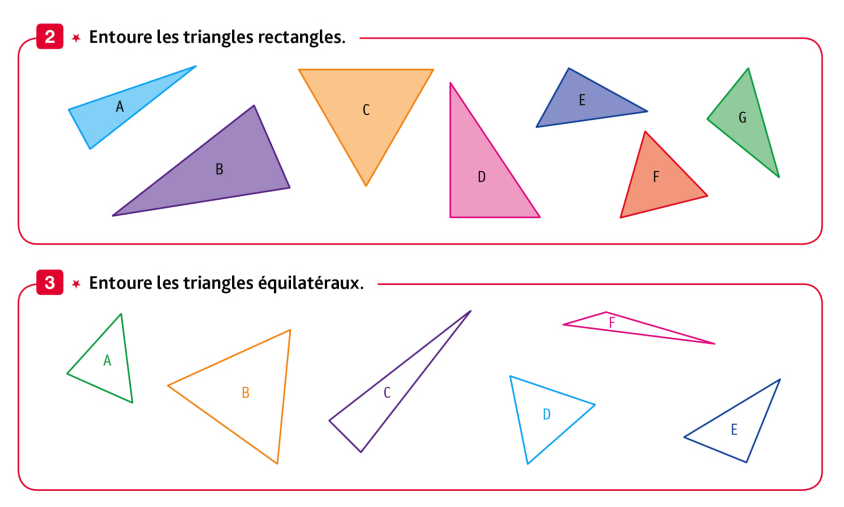 2 ★ Entoure les triangles rectangles.
A
B
C
D
E
F
G
3 ★ Entoure les triangles équilatéraux.
A
B
C
D
E
F